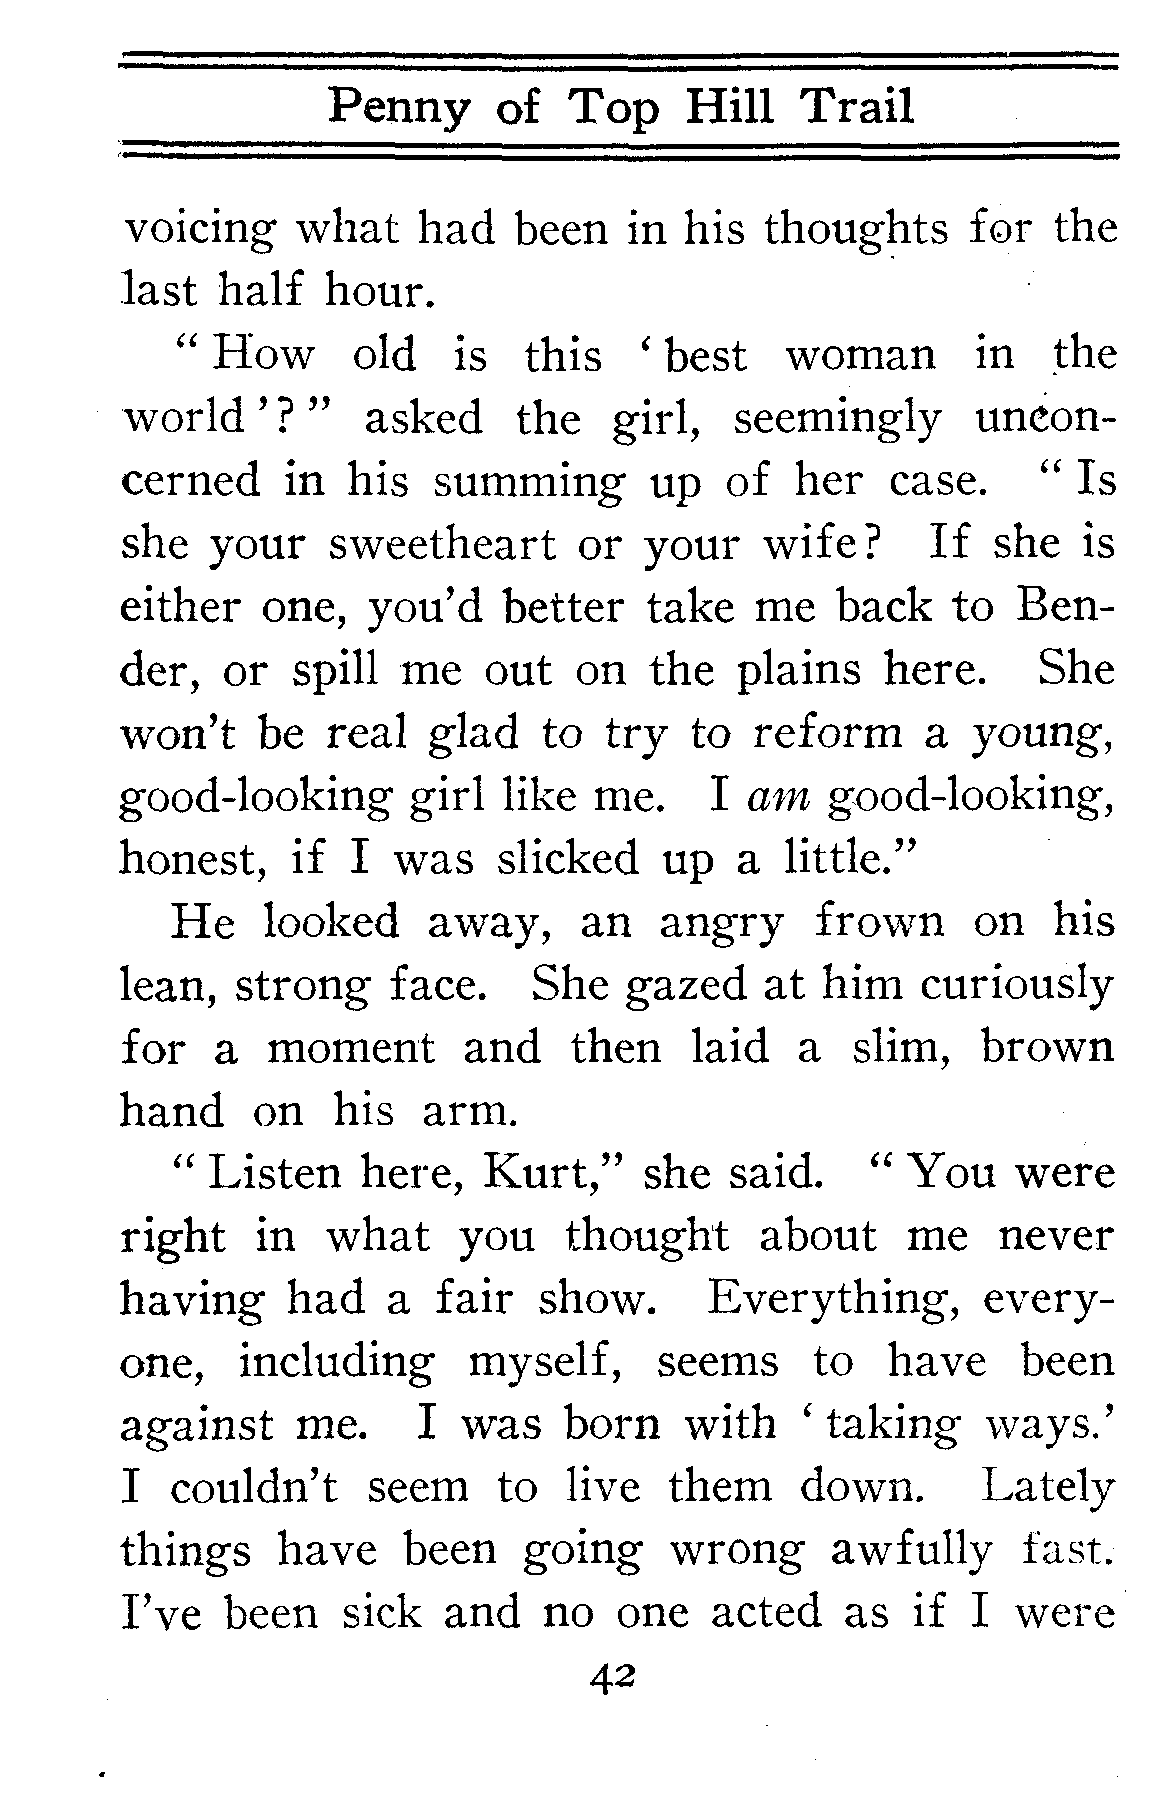 Penny of Top Hill Trail
voicing what had been in his thoughts for the
last half hour.
“ How old is this ‘ best woman in the
world ’ ? ” asked the girl, seemingly uncon-
cerned in his summing up of her case. “ Is
she your sweetheart or your wife? If she is
either one, you’d better take me back to Ben-
der, or spill me out on the plains here. She
won’t be real glad to try to reform a young,
good-looking girl like me. I am good-looking,
honest, if I was slicked up a little.”
He looked away, an angry frown on his
lean, strong face. She gazed at him curiously
for a moment and then laid a slim, brown
hand on his arm.
“ Listen here, Kurt,” she said. “ You were
right in what you thought about me never
having had a fair show. Everything, every-
one, including myself, seems to have been
against me. I was born with ‘ taking ways.’
I couldn’t seem to live them down. Lately
things have been going wrong awfully fast.
I’ve been sick and no one acted as if I were
42